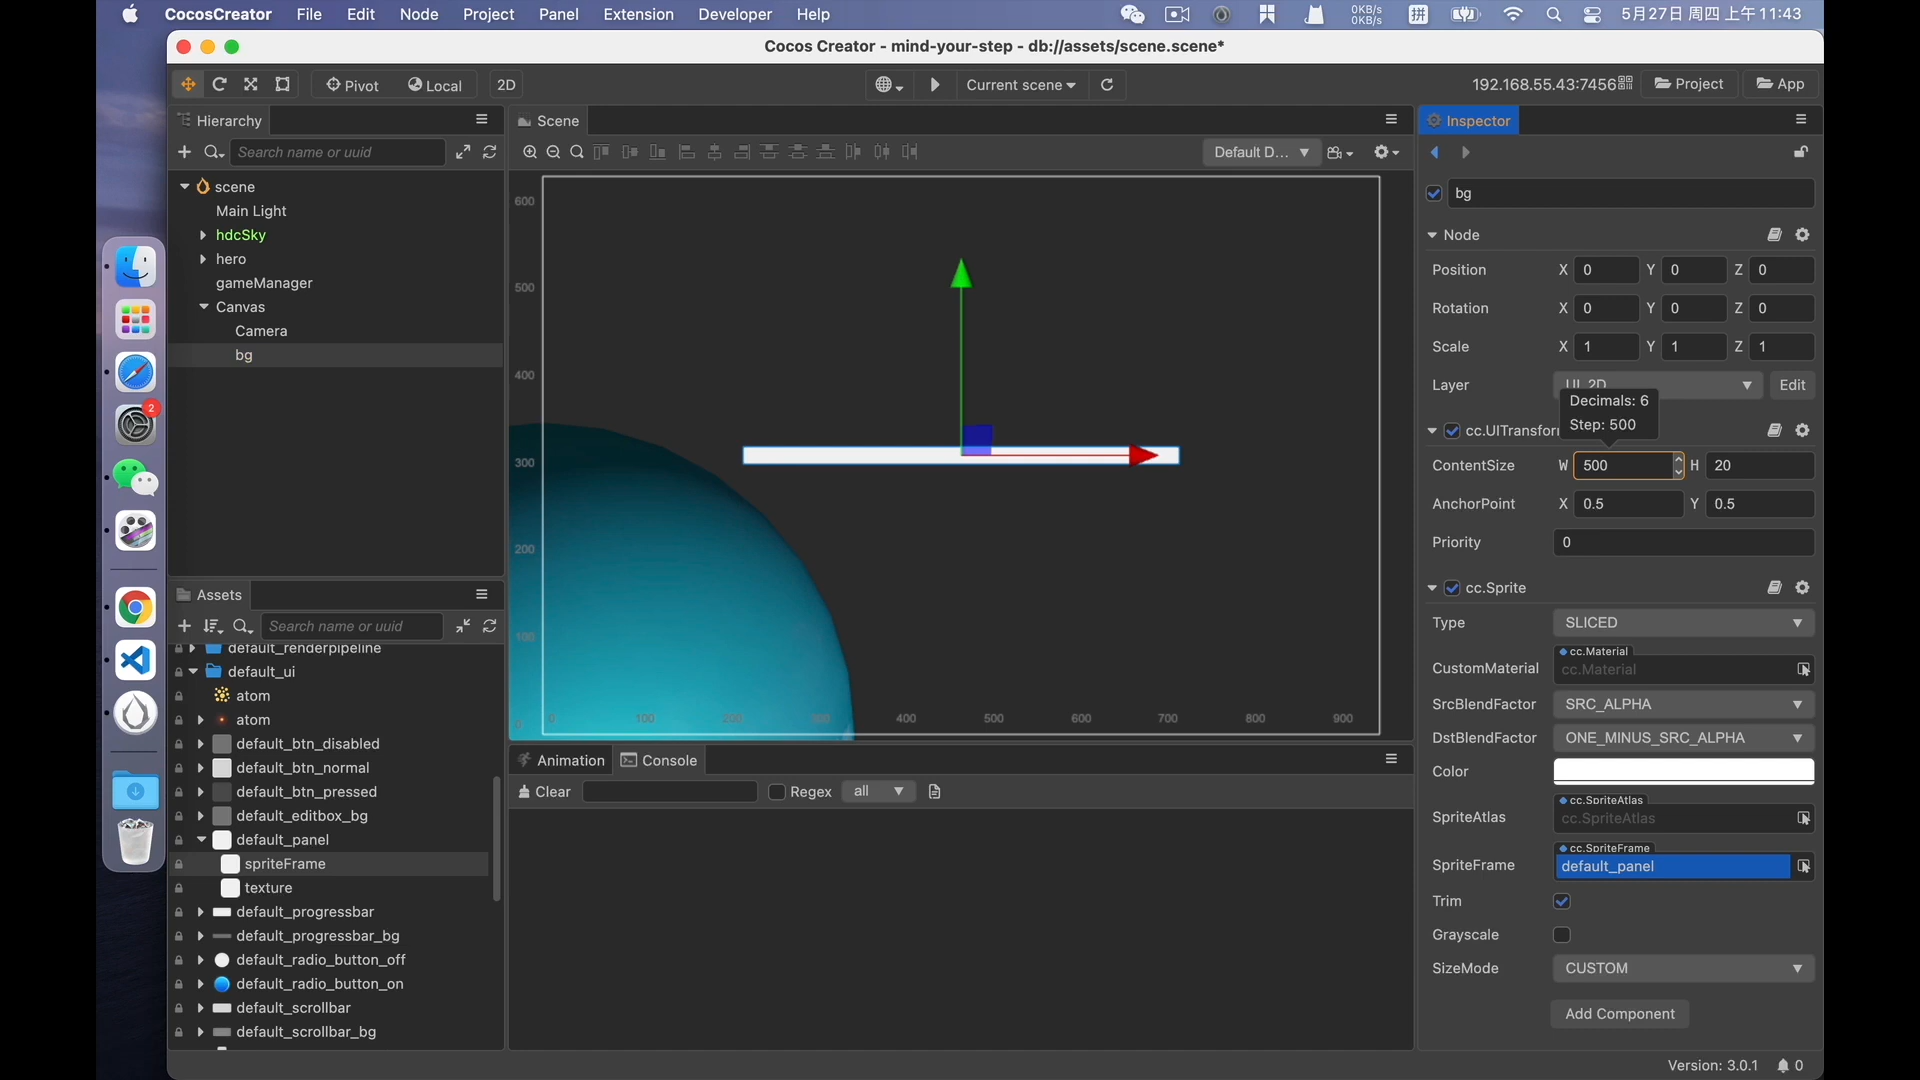 CocosCreator File Edit Node Project Panel Extension Developer Help
0KB/s
0KB/s
拼
5月27日 周四 上午11:43
Cocos Creator - mind-your-step - db://assets/scene.scene*
Pivot Local 2D
Current scene
192.168.55.43:7456
Project App
Hierarchy
Search name or uuid
scene
Main Light
hdcSky
hero
gameManager
Canvas
Camera
bg
2
Assets
Search name or uuid
default_renderpipeline
default_ui
atom
atom
default_btn_disabled
default_btn_normal
default_btn_pressed
default_editbox_bg
default_panel
spriteFrame
texture
default_progressbar
default_progressbar_bg
default_radio_button_off
default_radio_button_on
default_scrollbar
default_scrollbar_bg
Scene
Default D...
600
500
400
300
200
100
0
0 100 200 300 400 500 600 700 800 900
Animation Console
Clear Regex all
Inspector
bg
Node
Position X 0 Y 0 Z 0
Rotation X 0 Y 0 Z 0
Scale X 1 Y 1 Z 1
Layer UI_2D Edit
Decimals: 6
Step: 500
cc.UITransform
ContentSize W 500 H 20
AnchorPoint X 0.5 Y 0.5
Priority 0
cc.Sprite
Type SLICED
cc.Material
CustomMaterial cc.Material
SrcBlendFactor SRC_ALPHA
DstBlendFactor ONE_MINUS_SRC_ALPHA
Color
cc.SpriteAtlas
SpriteAtlas cc.SpriteAtlas
cc.SpriteFrame
SpriteFrame default_panel
Trim
Grayscale
SizeMode CUSTOM
Add Component
Version: 3.0.1 0